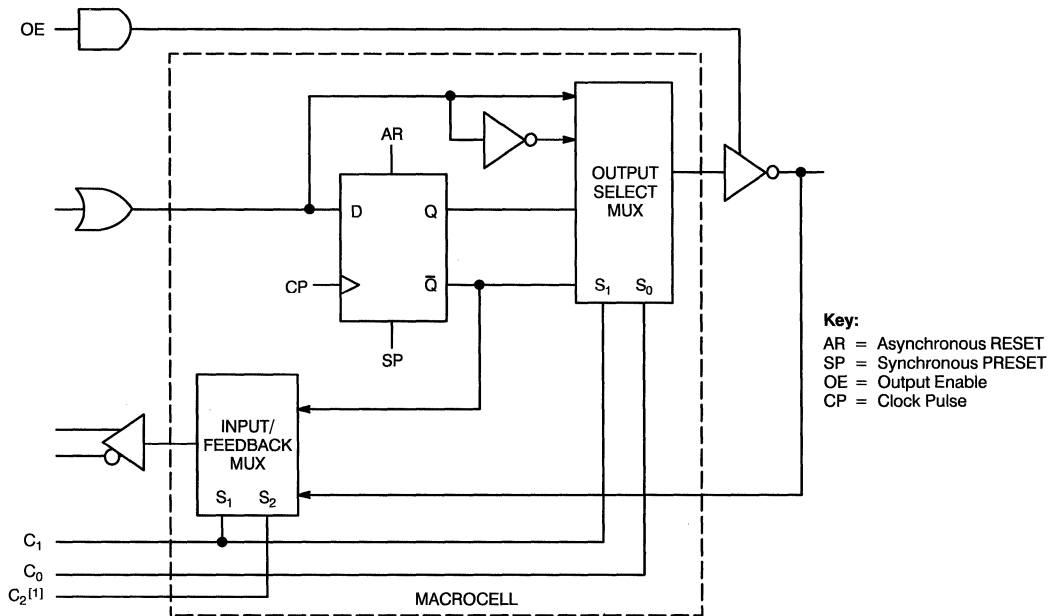 OE
AR
OUTPUT
SELECT
MUX
D
Q
CP
Q̅
S₁ S₀
SP
Key:
AR = Asynchronous RESET
SP = Synchronous PRESET
OE = Output Enable
CP = Clock Pulse
INPUT/
FEEDBACK
MUX
S₁ S₂
C₁
C₀
C₂[1]
MACROCELL